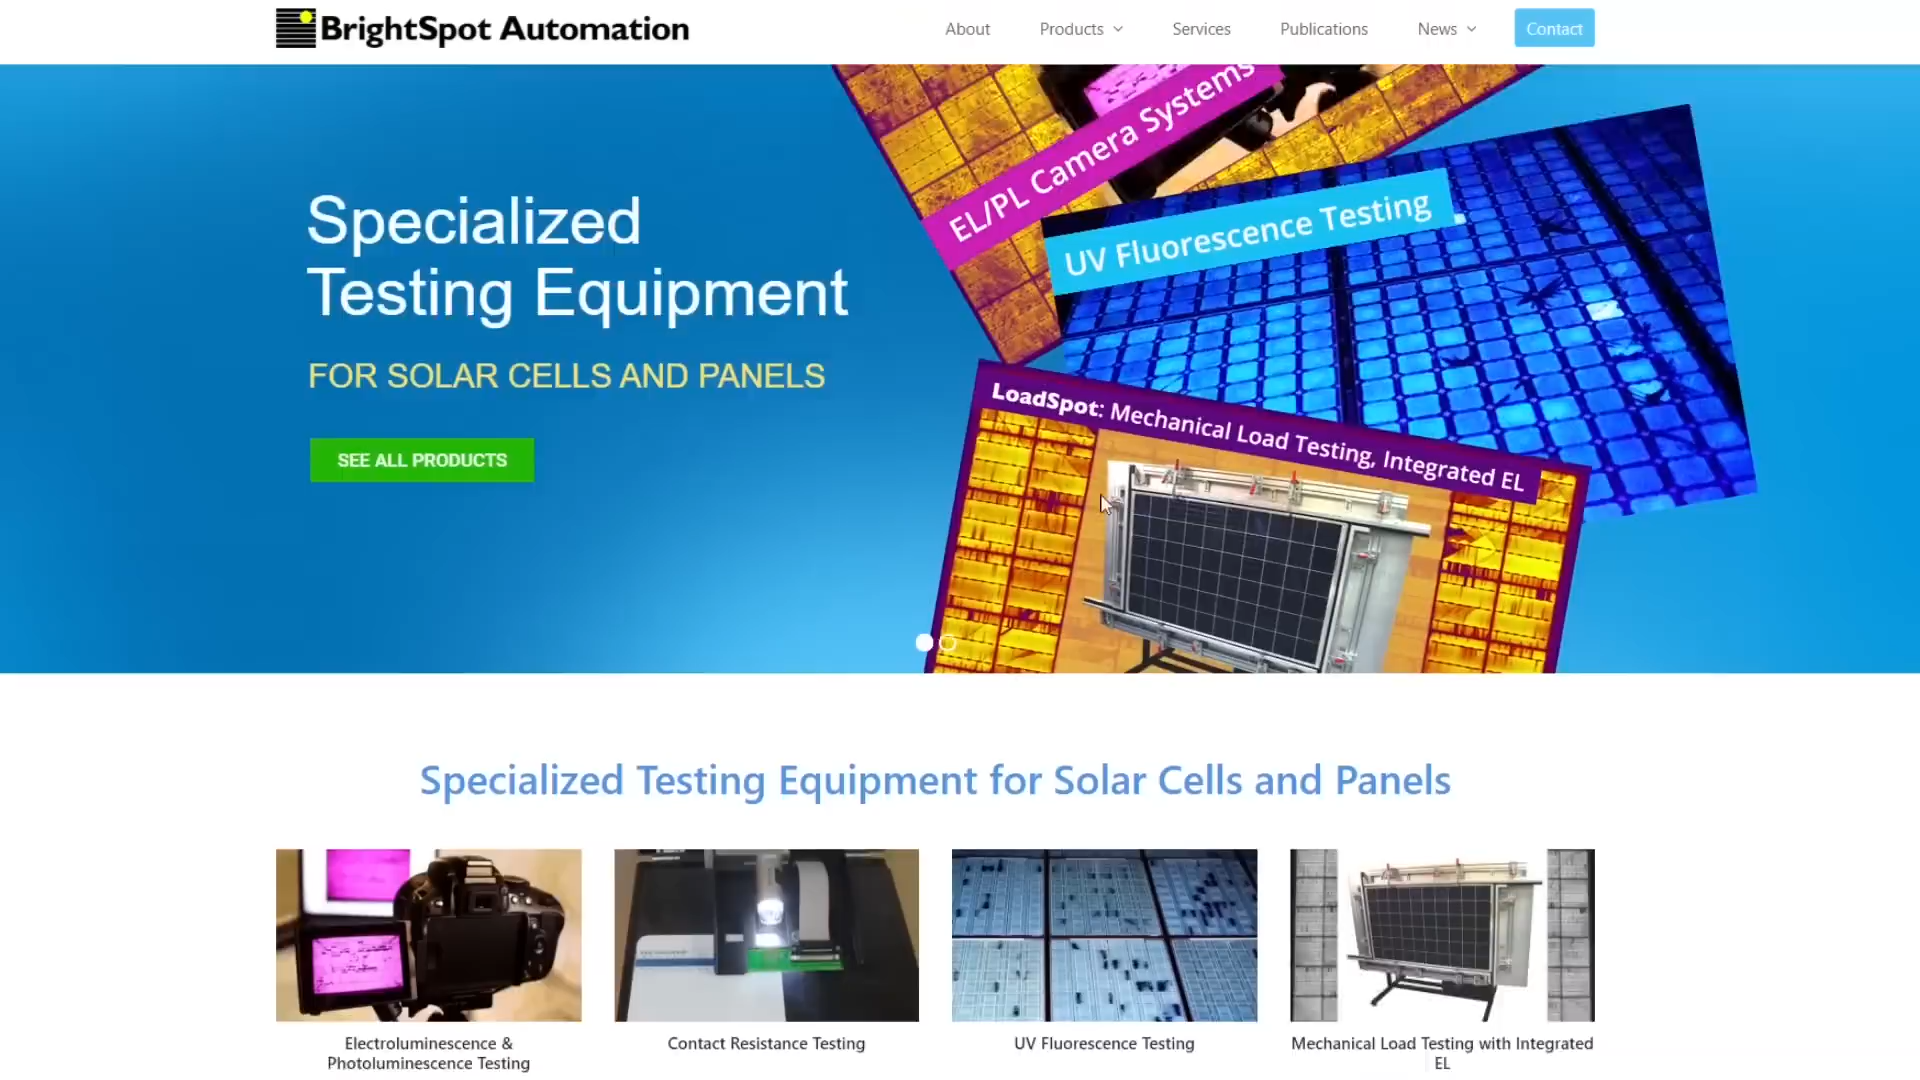 BrightSpot Automation
About
Products
Services
Publications
News
Contact
EL/PL Camera Systems
UV Fluorescence Testing
Specialized
Testing Equipment
FOR SOLAR CELLS AND PANELS
SEE ALL PRODUCTS
LoadSpot: Mechanical Load Testing, Integrated EL
Specialized Testing Equipment for Solar Cells and Panels
Electroluminescence &
Photoluminescence Testing
Contact Resistance Testing
UV Fluorescence Testing
Mechanical Load Testing with Integrated
EL